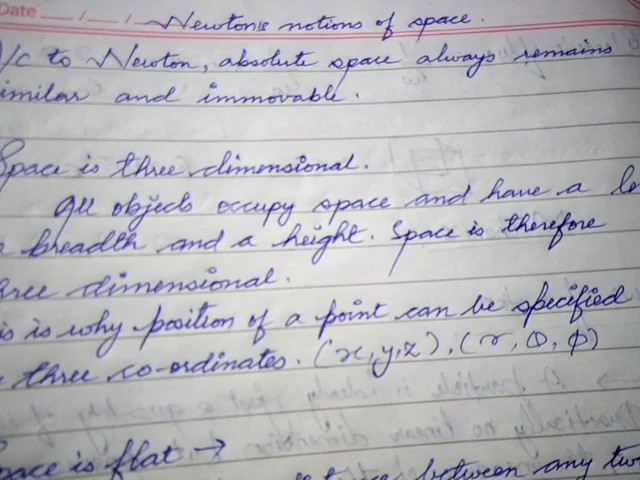 Date / /
Newton's notions of space.
A/c to Newton, absolute space always remains
similar and immovable.
Space is three dimensional.
All objects occupy space and have a le
a breadth and a height. Space is therefore
three dimensional.
is is why position of a point can be specified
three co-ordinates. (x, y, z), (r, θ, ϕ)
Space is flat →
between any two